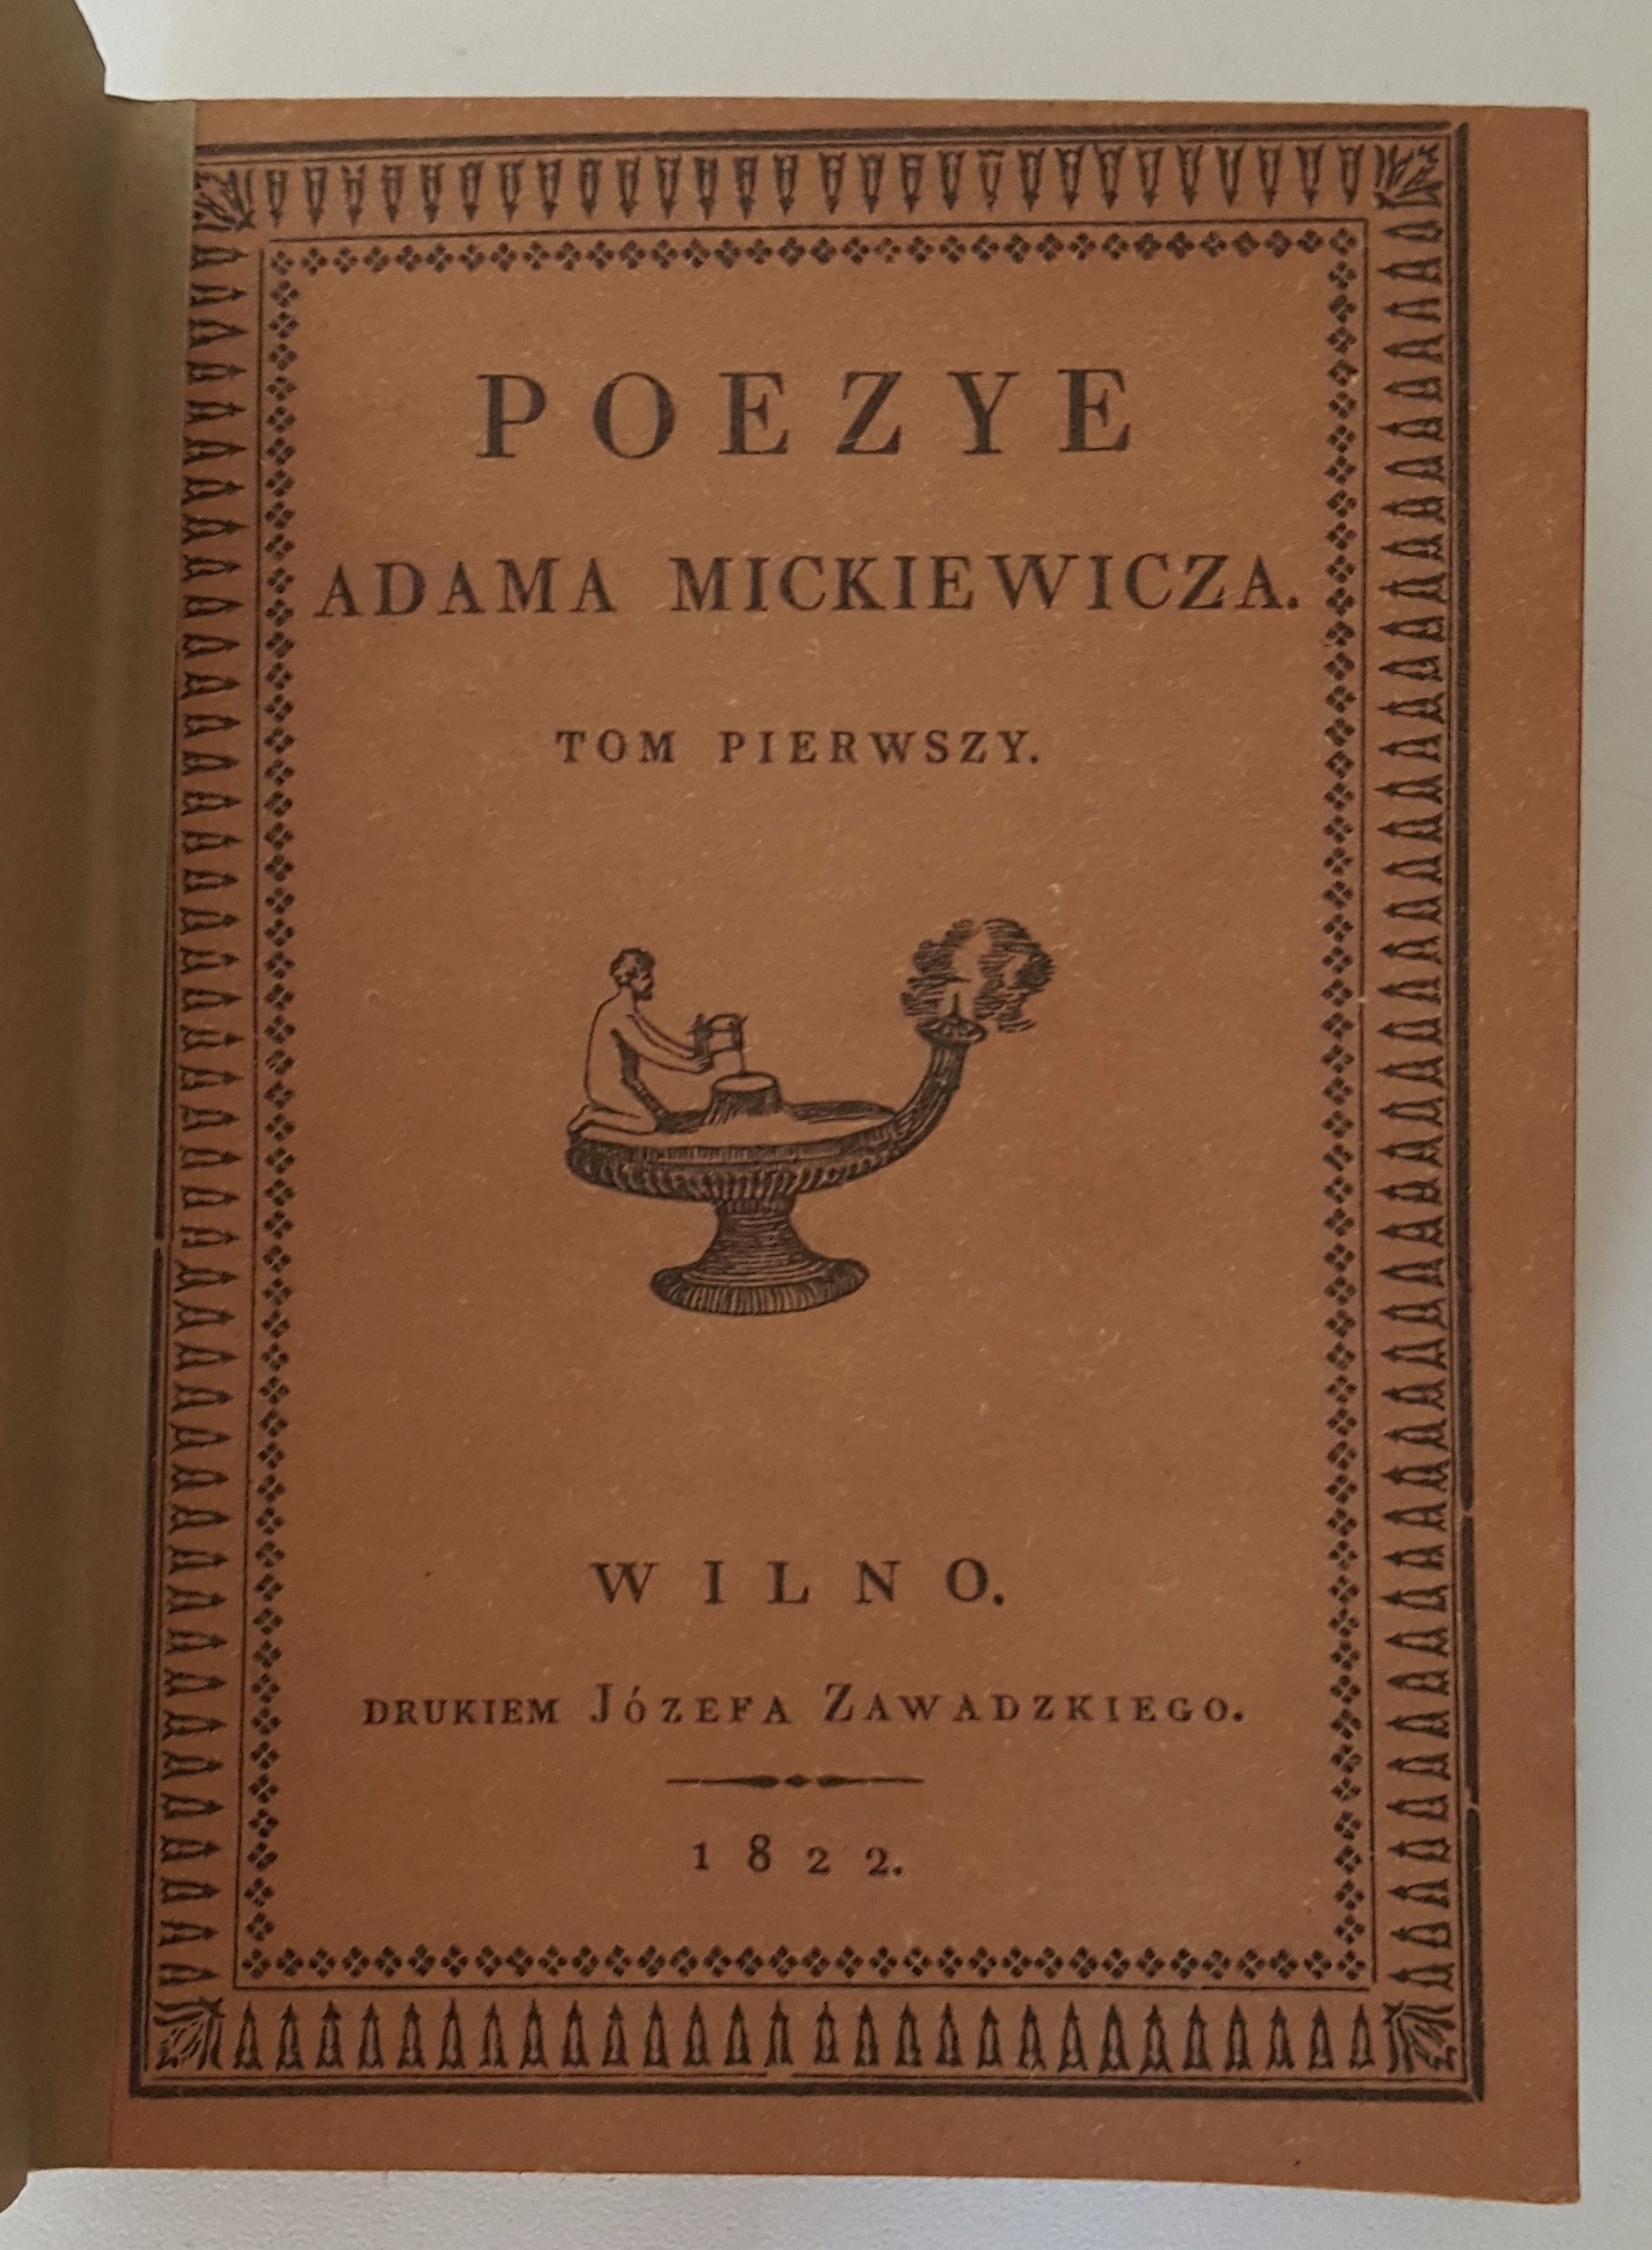 POEZYE
ADAMA MICKIEWICZA.
TOM PIERWSZY.
WILNO.
DRUKIEM JÓZEFA ZAWADZKIEGO.
1822.